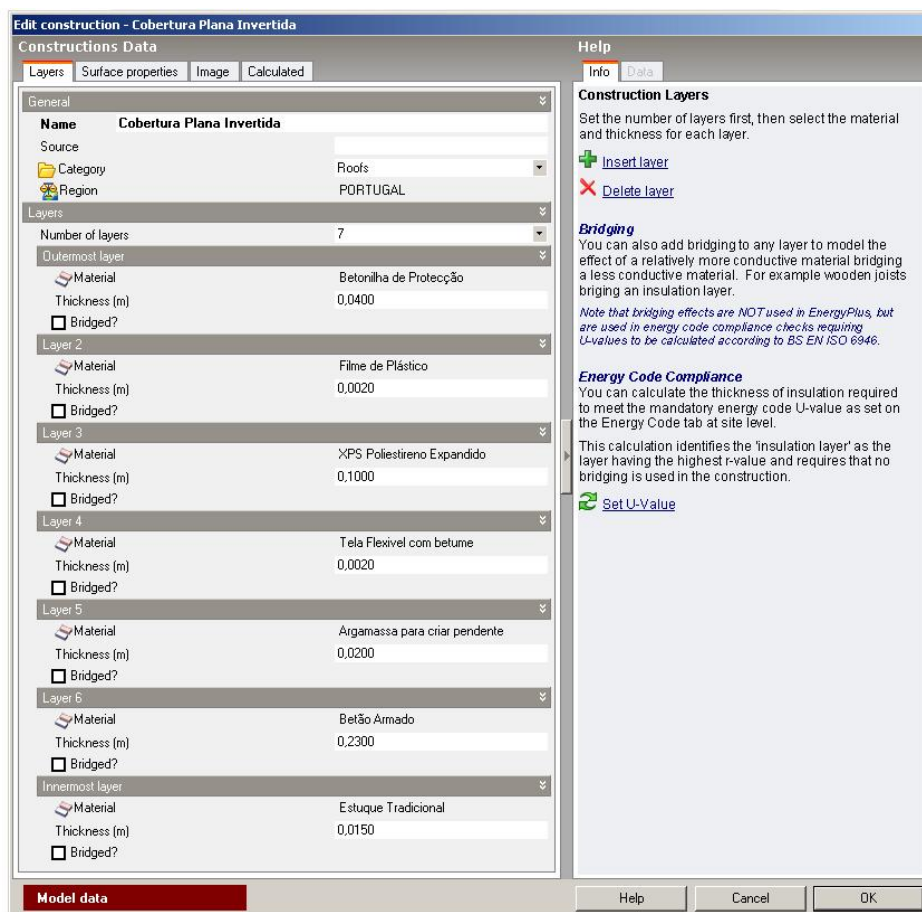 Edit construction - Cobertura Plana Invertida
Constructions Data
Layers Surface properties Image Calculated
General
Name Cobertura Plana Invertida
Source
Category Roofs
Region PORTUGAL
Layers
Number of layers 7
Outermost layer
Material Betonilha de Protecção
Thickness (m) 0,0400
Bridged?
Layer 2
Material Filme de Plástico
Thickness (m) 0,0020
Bridged?
Layer 3
Material XPS Poliestireno Expandido
Thickness (m) 0,1000
Bridged?
Layer 4
Material Tela Flexivel com betume
Thickness (m) 0,0020
Bridged?
Layer 5
Material Argamassa para criar pendente
Thickness (m) 0,0200
Bridged?
Layer 6
Material Betão Armado
Thickness (m) 0,2300
Bridged?
Innermost layer
Material Estuque Tradicional
Thickness (m) 0,0150
Bridged?
Model data
Help
Info Data
Construction Layers
Set the number of layers first, then select the material
and thickness for each layer.
Insert layer
Delete layer
Bridging
You can also add bridging to any layer to model the
effect of a relatively more conductive material bridging
a less conductive material. For example wooden joists
briging an insulation layer.
Note that bridging effects are NOT used in EnergyPlus, but
are used in energy code compliance checks requiring
U-values to be calculated according to BS EN ISO 6946.
Energy Code Compliance
You can calculate the thickness of insulation required
to meet the mandatory energy code U-value as set on
the Energy Code tab at site level.
This calculation identifies the 'insulation layer' as the
layer having the highest r-value and requires that no
bridging is used in the construction.
Set U-Value
Help Cancel OK